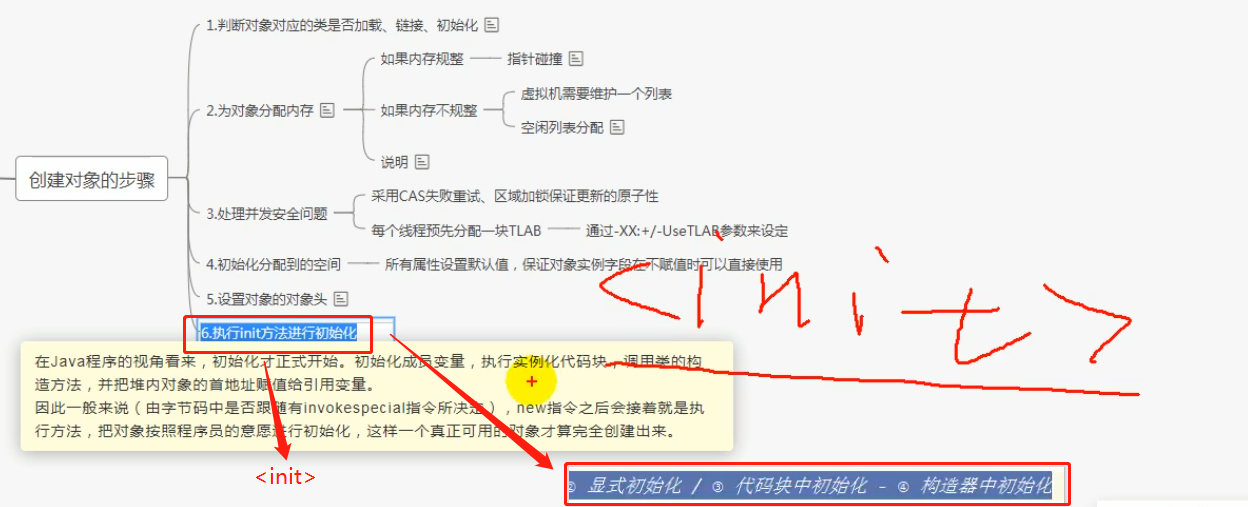 1.判断对象对应的类是否加载、链接、初始化
如果内存规整
指针碰撞
2.为对象分配内存
如果内存不规整
虚拟机需要维护一个列表
空闲列表分配
说明
创建对象的步骤
3.处理并发安全问题
采用CAS失败重试、区域加锁保证更新的原子性
每个线程预先分配一块TLAB
通过-XX:+/-UseTLAB参数来设定
4.初始化分配到的空间
所有属性设置默认值，保证对象实例字段在不赋值时可以直接使用
5.设置对象的对象头
<init>
6.执行init方法进行初始化
在Java程序的视角看来，初始化才正式开始。初始化成员变量，执行实例化代码块，调用类的构
造方法，并把堆内对象的首地址赋值给引用变量。
因此一般来说（由字节码中是否跟随有invokespecial指令所决定），new指令之后会接着就是执
行方法，把对象按照程序员的意愿进行初始化，这样一个真正可用的对象才算完全创建出来。
<init>
② 显式初始化 / ③ 代码块中初始化 - ④ 构造器中初始化